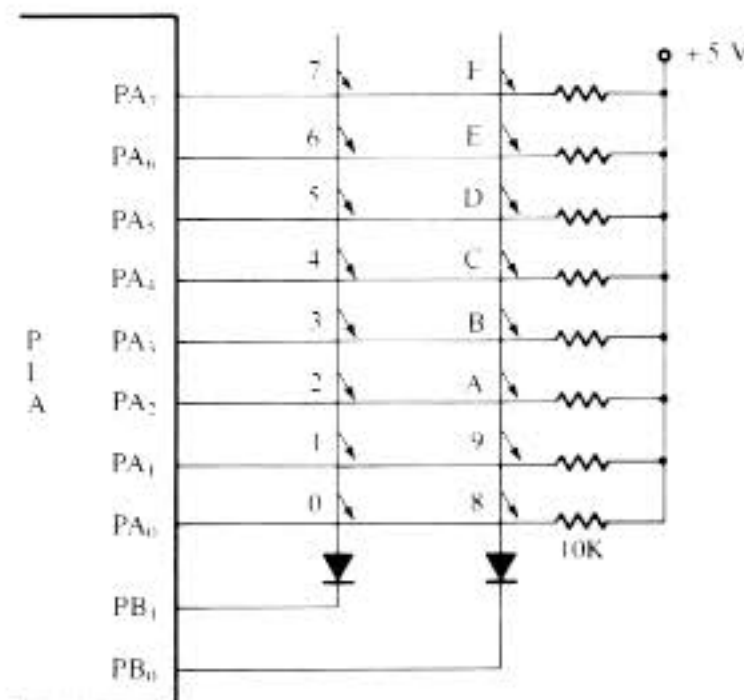 +5 V
PA₇ 7 F
PA₆ 6 E
PA₅ 5 D
PA₄ 4 C
PA₃ 3 B
PA₂ 2 A
PA₁ 1 9
PA₀ 0 8
10K
PB₁
PB₀
P
I
A